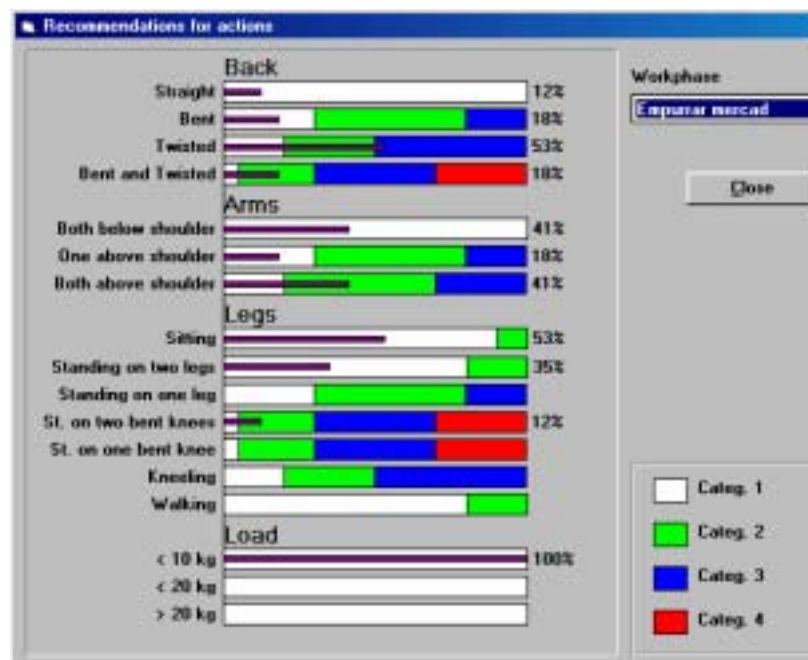 Recommendations for actions
Back
Straight 12%
Bent 18%
Twisted 53%
Bent and Twisted 18%
Arms
Both below shoulder 41%
One above shoulder 18%
Both above shoulder 41%
Legs
Sitting 53%
Standing on two legs 35%
Standing on one leg
St. on two bent knees 12%
St. on one bent knee
Kneeling
Walking
Load
< 10 kg 100%
< 20 kg
> 20 kg
Workphase
Empurrar mercad
Close
Categ. 1
Categ. 2
Categ. 3
Categ. 4